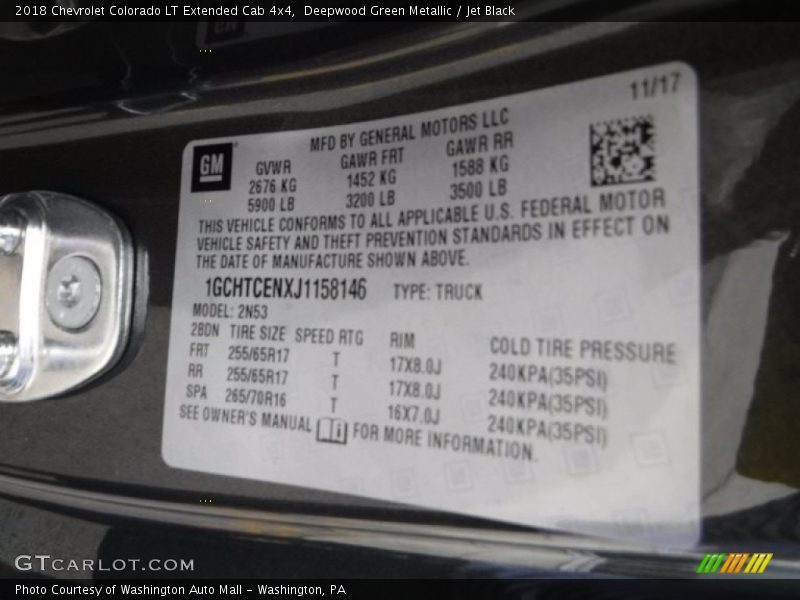 2018 Chevrolet Colorado LT Extended Cab 4x4, Deepwood Green Metallic / Jet Black
11/17
MFD BY GENERAL MOTORS LLC
GM
GVWR GAWR FRT GAWR RR
2676 KG 1452 KG 1588 KG
5900 LB 3200 LB 3500 LB
THIS VEHICLE CONFORMS TO ALL APPLICABLE U.S. FEDERAL MOTOR
VEHICLE SAFETY AND THEFT PREVENTION STANDARDS IN EFFECT ON
THE DATE OF MANUFACTURE SHOWN ABOVE.
1GCHTCENXJ1158146 TYPE: TRUCK
MODEL: 2N53
2BDN TIRE SIZE SPEED RTG RIM COLD TIRE PRESSURE
FRT 255/65R17 T 17X8.0J 240KPA(35PSI)
RR 255/65R17 T 17X8.0J 240KPA(35PSI)
SPA 265/70R16 T 16X7.0J 240KPA(35PSI)
SEE OWNER'S MANUAL FOR MORE INFORMATION.
GTCARLOT.COM
Photo Courtesy of Washington Auto Mall - Washington, PA